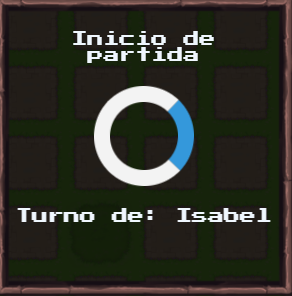 Inicio de
partida
Turno de: Isabel